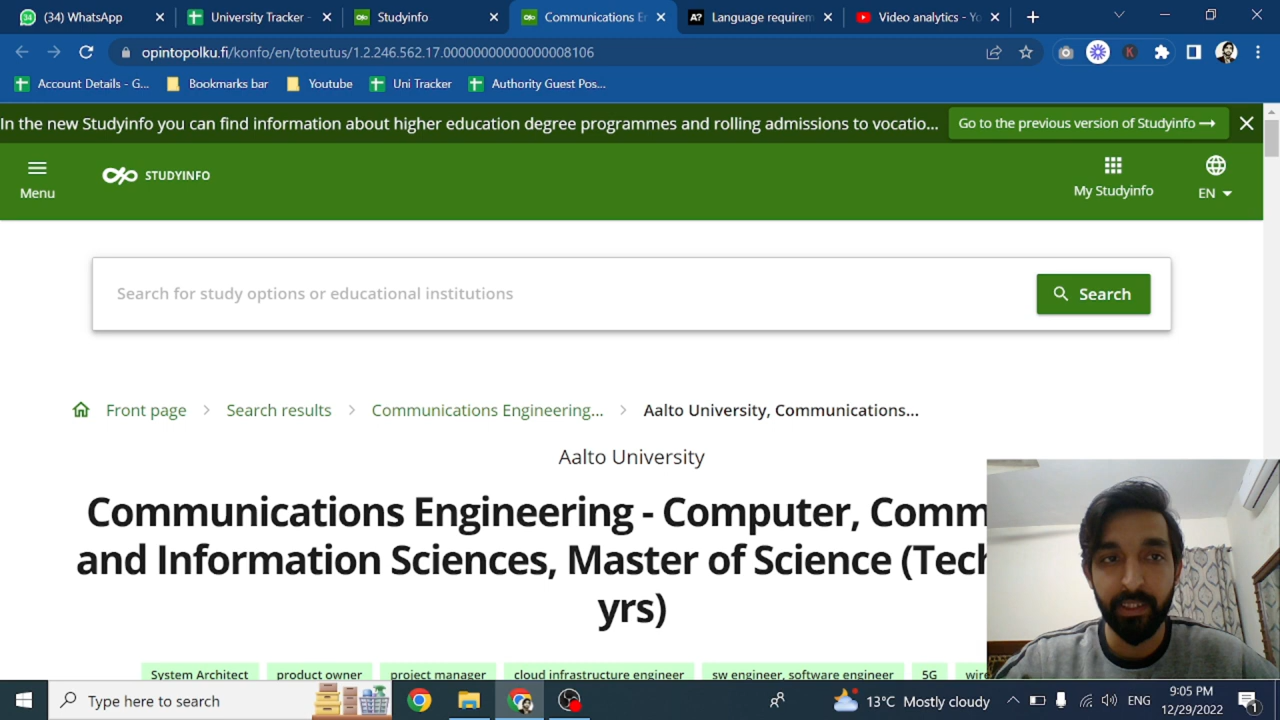 (34) WhatsApp
University Tracker -
Studyinfo
Communications E
Language requirem
Video analytics - Yo
opintopolku.fi/konfo/en/toteutus/1.2.246.562.17.00000000000000008106
Account Details - G...
Bookmarks bar
Youtube
Uni Tracker
Authority Guest Pos...
In the new Studyinfo you can find information about higher education degree programmes and rolling admissions to vocatio...
Go to the previous version of Studyinfo →
Menu
STUDYINFO
My Studyinfo
EN
Search for study options or educational institutions
Search
Front page > Search results > Communications Engineering... > Aalto University, Communications...
Aalto University
Communications Engineering - Computer, Comm
and Information Sciences, Master of Science (Tech
yrs)
System Architect
product owner
project manager
cloud infrastructure engineer
sw engineer, software engineer
5G
Type here to search
13°C Mostly cloudy
ENG
9:05 PM
12/29/2022
1